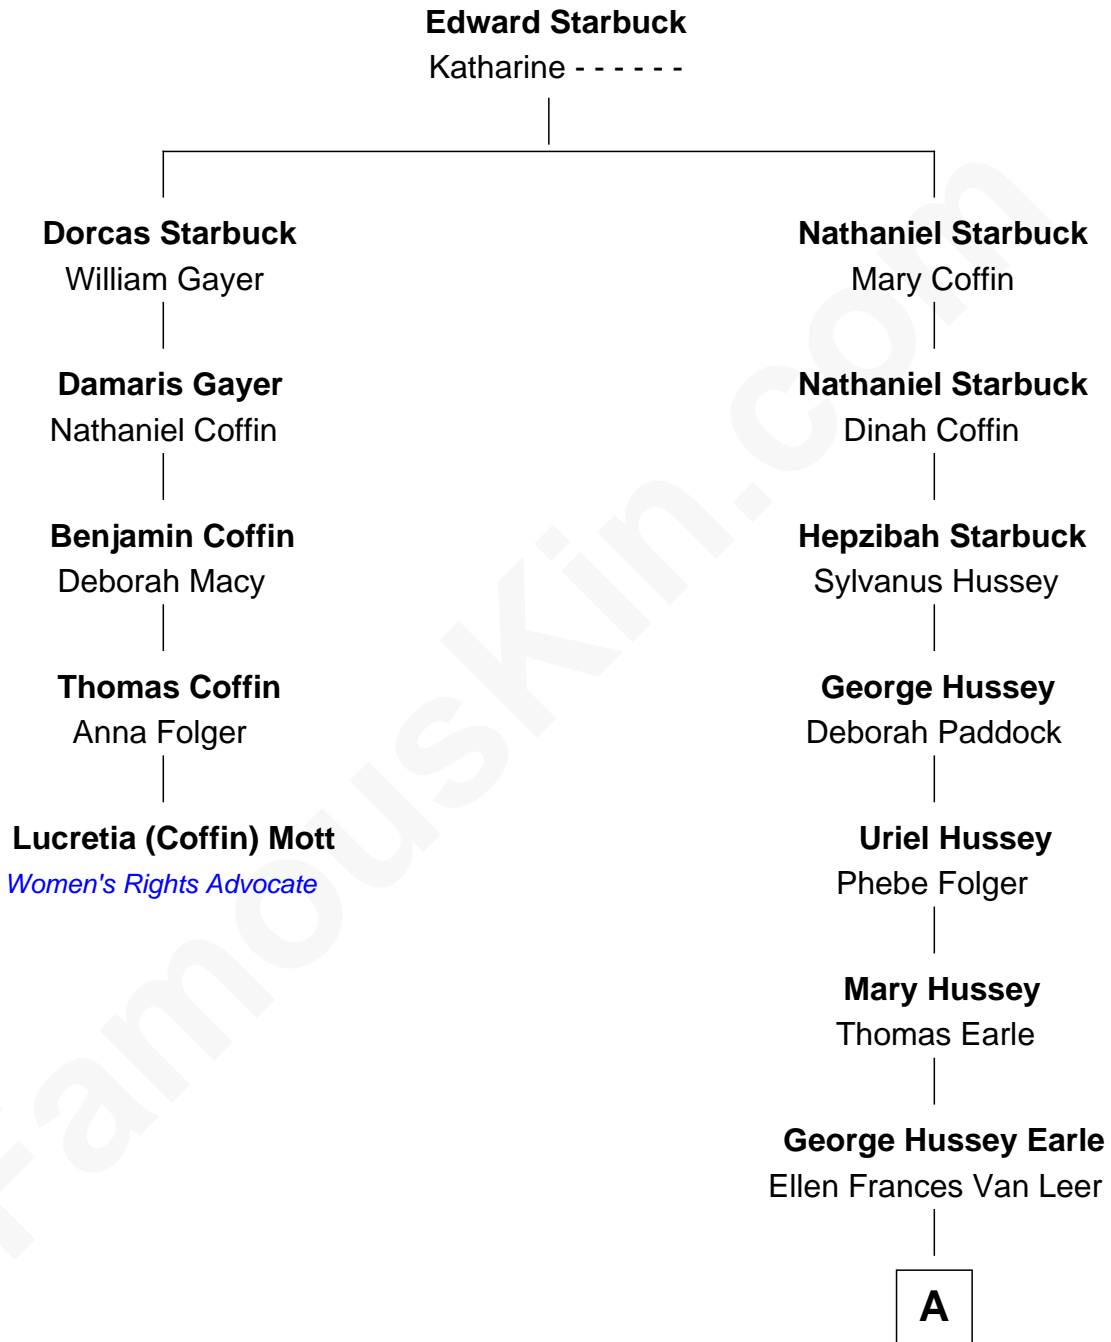 Edward Starbuck
Katharine - - - - - -
Dorcas Starbuck
William Gayer
Damaris Gayer
Nathaniel Coffin
Benjamin Coffin
Deborah Macy
Thomas Coffin
Anna Folger
Lucretia (Coffin) Mott
Women's Rights Advocate
Nathaniel Starbuck
Mary Coffin
Nathaniel Starbuck
Dinah Coffin
Hepzibah Starbuck
Sylvanus Hussey
George Hussey
Deborah Paddock
Uriel Hussey
Phebe Folger
Mary Hussey
Thomas Earle
George Hussey Earle
Ellen Frances Van Leer
A
FamousKin.com